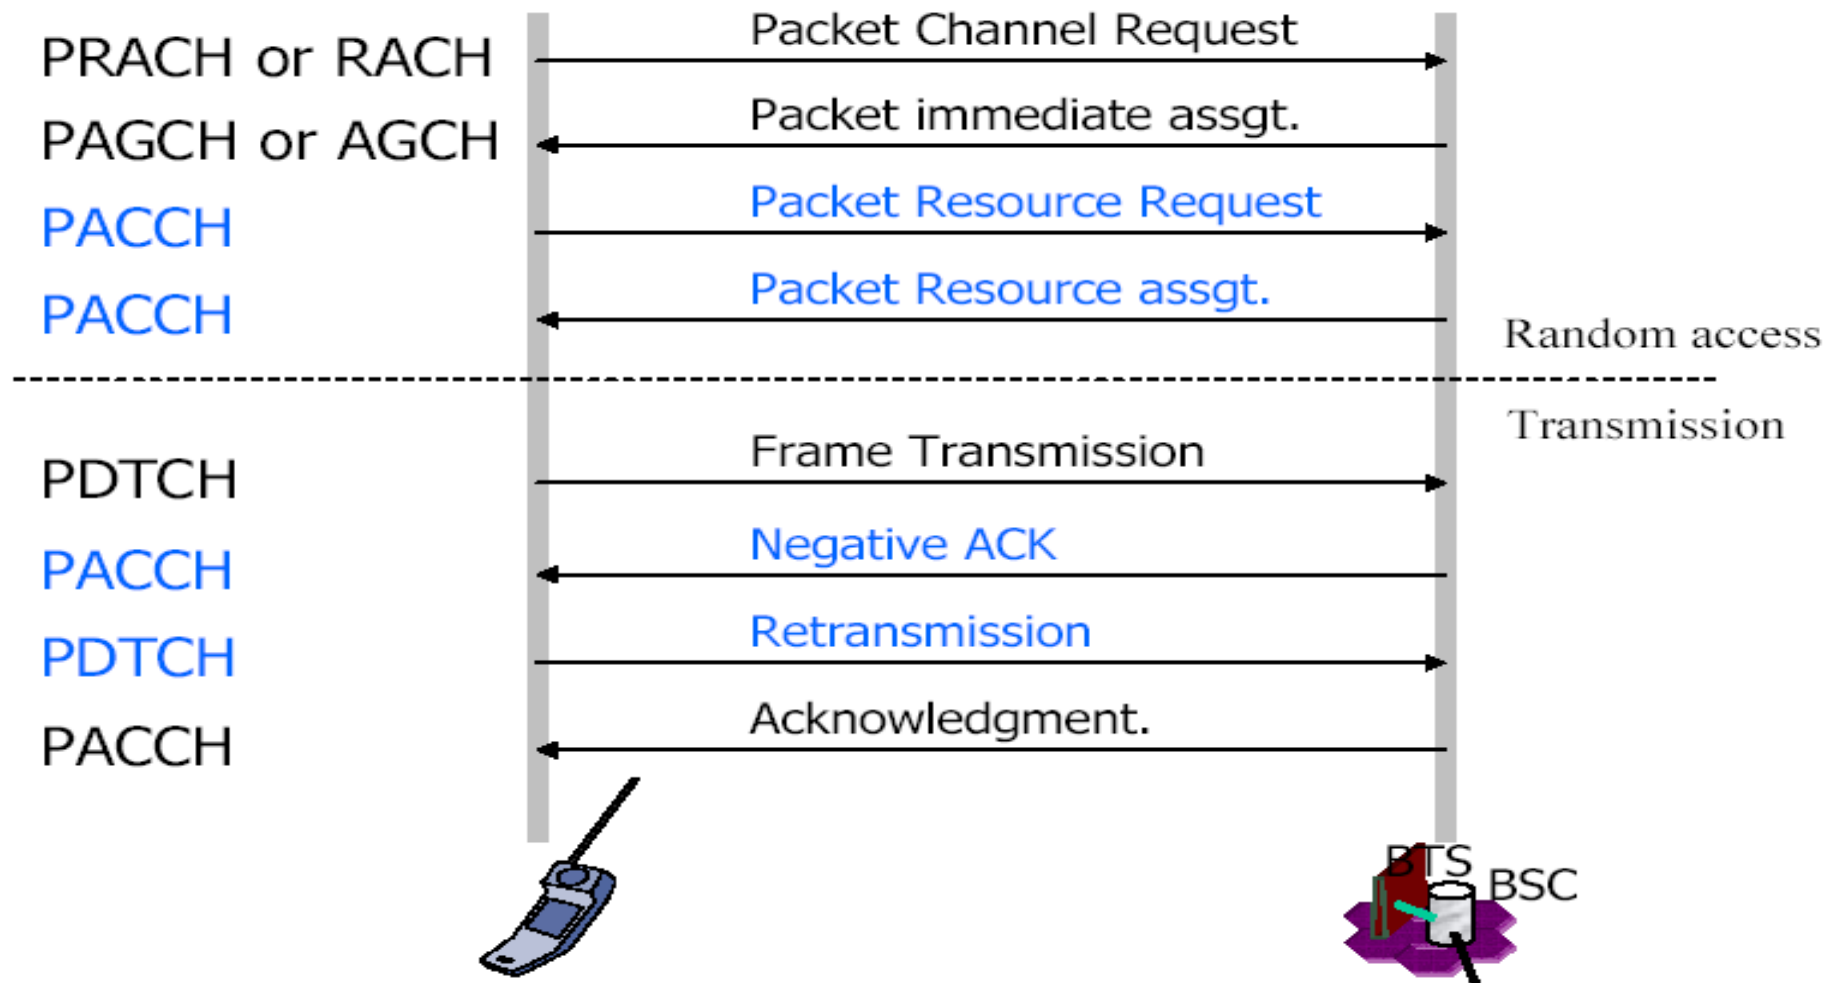 Packet Channel Request
PRACH or RACH
Packet immediate assgt.
PAGCH or AGCH
Packet Resource Request
PACCH
Packet Resource assgt.
PACCH
Random access
Transmission
Frame Transmission
PDTCH
Negative ACK
PACCH
Retransmission
PDTCH
Acknowledgment.
PACCH
BTS
BSC